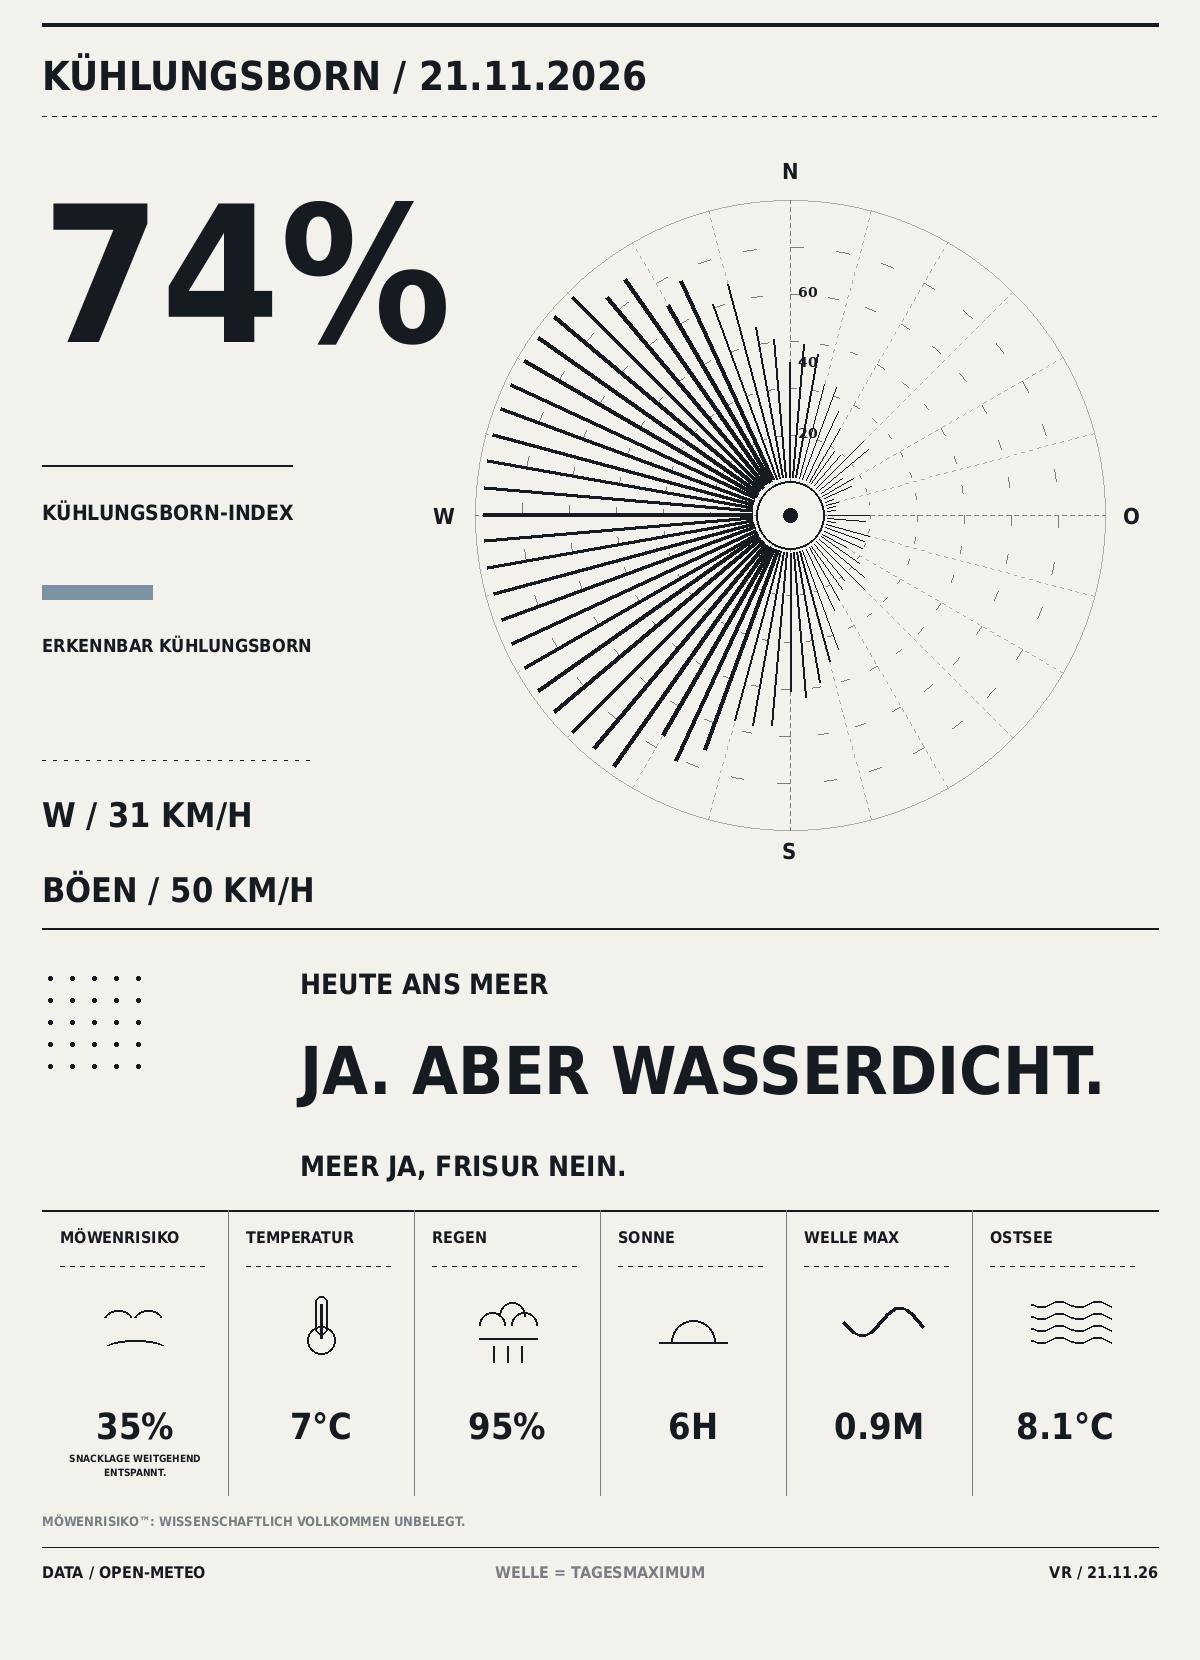 KÜHLUNGSBORN / 21.11.2026
74%
KÜHLUNGSBORN-INDEX
ERKENNBAR KÜHLUNGSBORN
W / 31 KM/H
BÖEN / 50 KM/H
N
60
40
20
W
O
S
HEUTE ANS MEER
JA. ABER WASSERDICHT.
MEER JA, FRISUR NEIN.
MÖWENRISIKO
35%
SNACKLAGE WEITGEHEND
ENTSPANNT.
TEMPERATUR
7°C
REGEN
95%
SONNE
6H
WELLE MAX
0.9M
OSTSEE
8.1°C
MÖWENRISIKO™: WISSENSCHAFTLICH VOLLKOMMEN UNBELEGT.
DATA / OPEN-METEO
WELLE = TAGESMAXIMUM
VR / 21.11.26